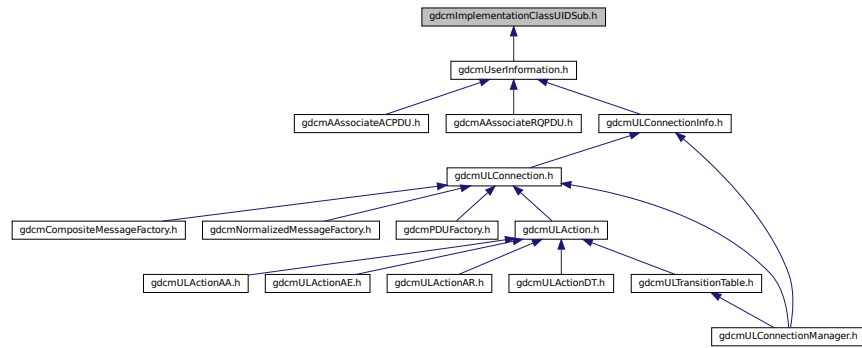 gdcmImplementationClassUIDSub.h
gdcmUserInformation.h
gdcmAAssociateACPDU.h
gdcmAAssociateRQPDU.h
gdcmULConnectionInfo.h
gdcmULConnection.h
gdcmCompositeMessageFactory.h
gdcmNormalizedMessageFactory.h
gdcmPDUFactory.h
gdcmULAction.h
gdcmULActionAA.h
gdcmULActionAE.h
gdcmULActionAR.h
gdcmULActionDT.h
gdcmULTransitionTable.h
gdcmULConnectionManager.h